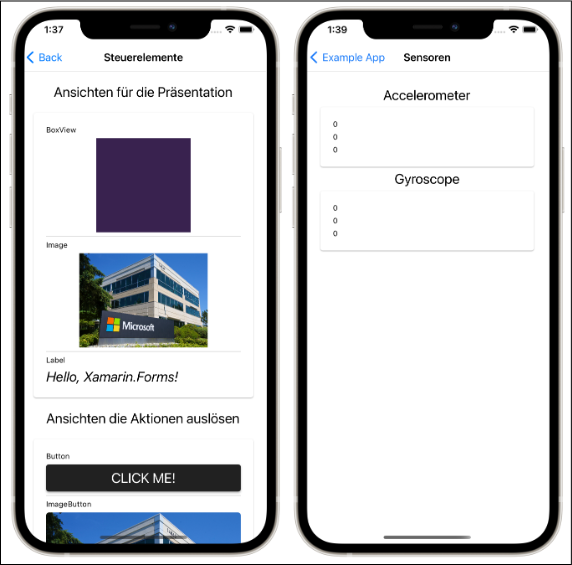 1:37
Back
Steuerelemente
Ansichten für die Präsentation
BoxView
Image
Microsoft
Label
Hello, Xamarin.Forms!
Ansichten die Aktionen auslösen
Button
CLICK ME!
ImageButton
1:39
Example App
Sensoren
Accelerometer
0
0
0
Gyroscope
0
0
0